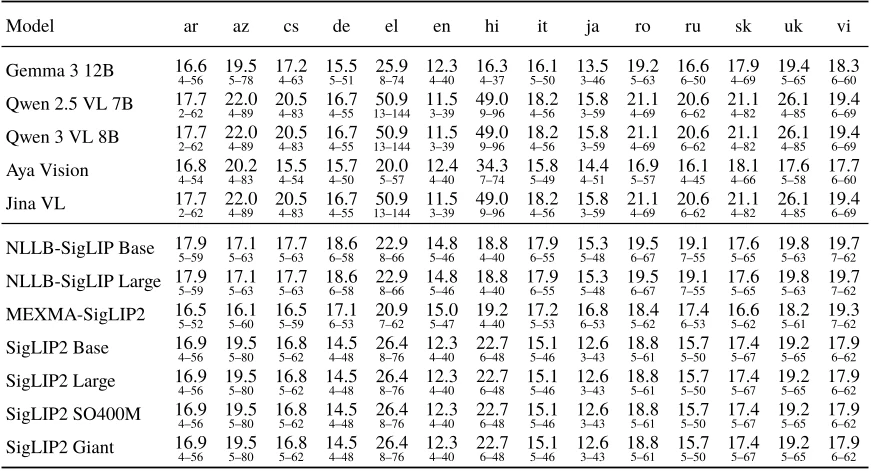 Model ar az cs de el en hi it ja ro ru sk uk vi
Gemma 3 12B 16.6 19.5 17.2 15.5 25.9 12.3 16.3 16.1 13.5 19.2 16.6 17.9 19.4 18.3
4–56 5–78 4–63 5–51 8–74 4–40 4–37 5–50 3–46 5–63 6–50 4–69 5–65 6–60
Qwen 2.5 VL 7B 17.7 22.0 20.5 16.7 50.9 11.5 49.0 18.2 15.8 21.1 20.6 21.1 26.1 19.4
2–62 4–89 4–83 4–55 13–144 3–39 9–96 4–56 3–59 4–69 6–62 4–82 4–85 6–69
Qwen 3 VL 8B 17.7 22.0 20.5 16.7 50.9 11.5 49.0 18.2 15.8 21.1 20.6 21.1 26.1 19.4
2–62 4–89 4–83 4–55 13–144 3–39 9–96 4–56 3–59 4–69 6–62 4–82 4–85 6–69
Aya Vision 16.8 20.2 15.5 15.7 20.0 12.4 34.3 15.8 14.4 16.9 16.1 18.1 17.6 17.7
4–54 5–83 4–54 4–50 5–57 4–40 7–74 5–49 4–51 5–57 4–45 4–66 5–58 6–60
Jina VL 17.7 22.0 20.5 16.7 50.9 11.5 49.0 18.2 15.8 21.1 20.6 21.1 26.1 19.4
2–62 4–89 4–83 4–55 13–144 3–39 9–96 4–56 3–59 4–69 6–62 4–82 4–85 6–69
NLLB-SigLIP Base 17.9 17.1 17.7 18.6 22.9 14.8 18.8 17.9 15.3 19.5 19.1 17.6 19.8 19.7
5–59 5–63 5–63 6–58 8–66 5–46 4–40 6–55 5–48 6–67 7–55 5–65 5–63 7–62
NLLB-SigLIP Large 17.9 17.1 17.7 18.6 22.9 14.8 18.8 17.9 15.3 19.5 19.1 17.6 19.8 19.7
5–59 5–63 5–63 6–58 8–66 5–46 4–40 6–55 5–48 6–67 7–55 5–65 5–63 7–62
MEXMA-SigLIP2 16.5 16.1 16.5 17.1 20.9 15.0 19.2 17.2 16.8 18.4 17.4 16.6 18.2 19.3
5–52 5–60 5–59 6–53 7–62 5–47 4–40 5–53 6–53 5–62 6–53 5–62 5–61 7–62
SigLIP2 Base 16.9 19.5 16.8 14.5 26.4 12.3 22.7 15.1 12.6 18.8 15.7 17.4 19.2 17.9
4–56 5–80 5–62 4–48 8–76 4–40 6–48 5–46 3–43 5–61 5–50 5–67 5–65 6–62
SigLIP2 Large 16.9 19.5 16.8 14.5 26.4 12.3 22.7 15.1 12.6 18.8 15.7 17.4 19.2 17.9
4–56 5–80 5–62 4–48 8–76 4–40 6–48 5–46 3–43 5–61 5–50 5–67 5–65 6–62
SigLIP2 SO400M 16.9 19.5 16.8 14.5 26.4 12.3 22.7 15.1 12.6 18.8 15.7 17.4 19.2 17.9
4–56 5–80 5–62 4–48 8–76 4–40 6–48 5–46 3–43 5–61 5–50 5–67 5–65 6–62
SigLIP2 Giant 16.9 19.5 16.8 14.5 26.4 12.3 22.7 15.1 12.6 18.8 15.7 17.4 19.2 17.9
4–56 5–80 5–62 4–48 8–76 4–40 6–48 5–46 3–43 5–61 5–50 5–67 5–65 6–62